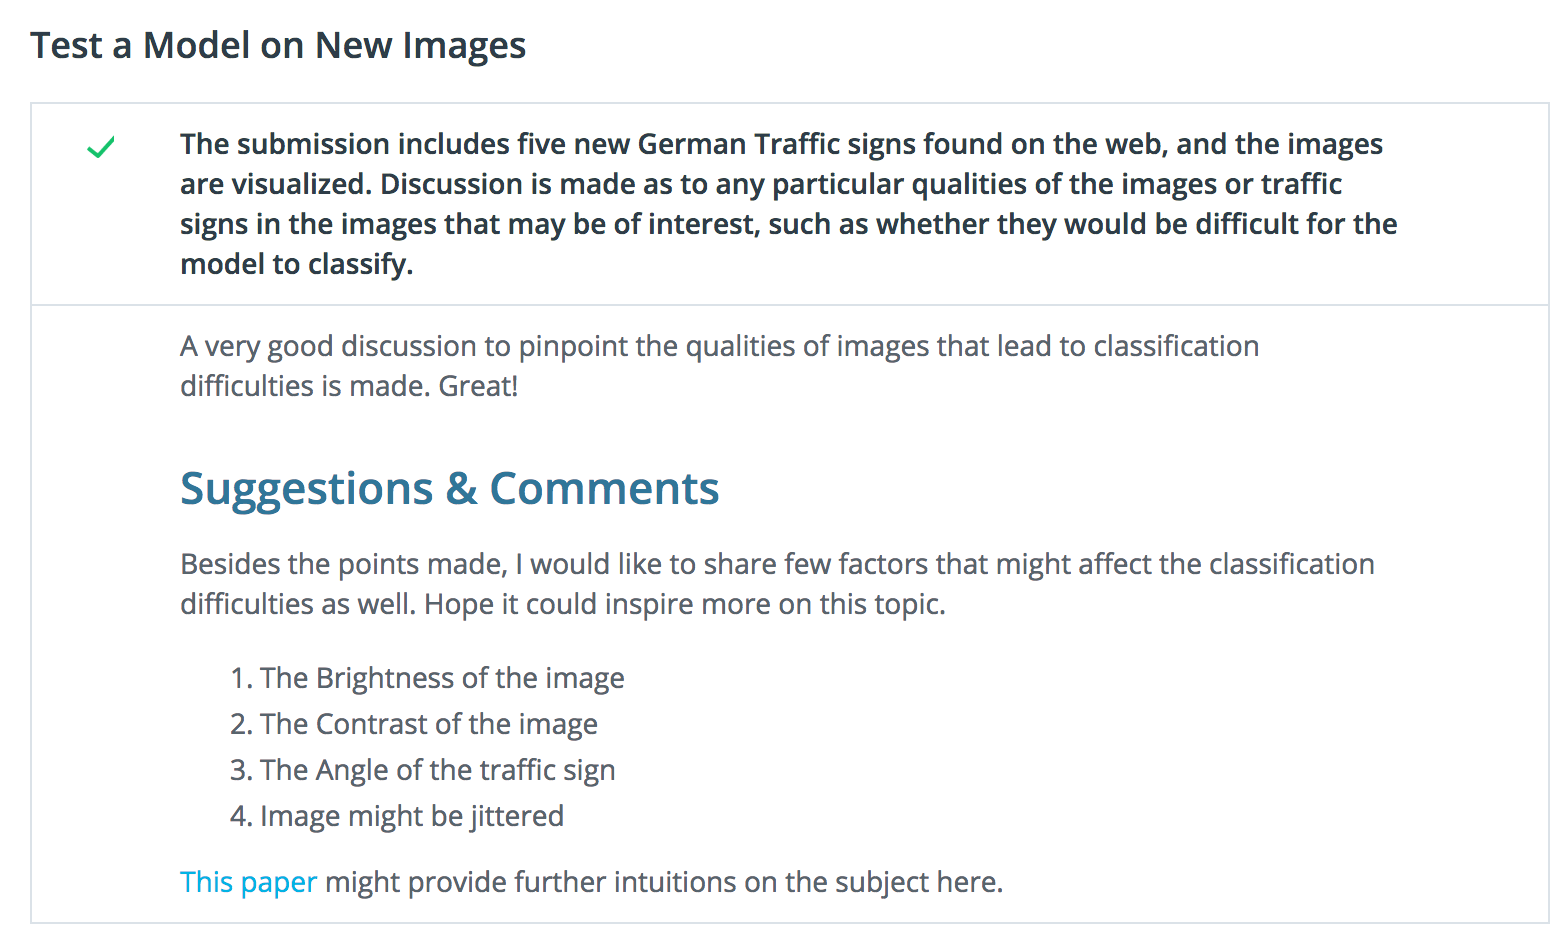 Test a Model on New Images
The submission includes five new German Traffic signs found on the web, and the images
are visualized. Discussion is made as to any particular qualities of the images or traffic
signs in the images that may be of interest, such as whether they would be difficult for the
model to classify.
A very good discussion to pinpoint the qualities of images that lead to classification
difficulties is made. Great!
Suggestions & Comments
Besides the points made, I would like to share few factors that might affect the classification
difficulties as well. Hope it could inspire more on this topic.
1. The Brightness of the image
2. The Contrast of the image
3. The Angle of the traffic sign
4. Image might be jittered
This paper might provide further intuitions on the subject here.